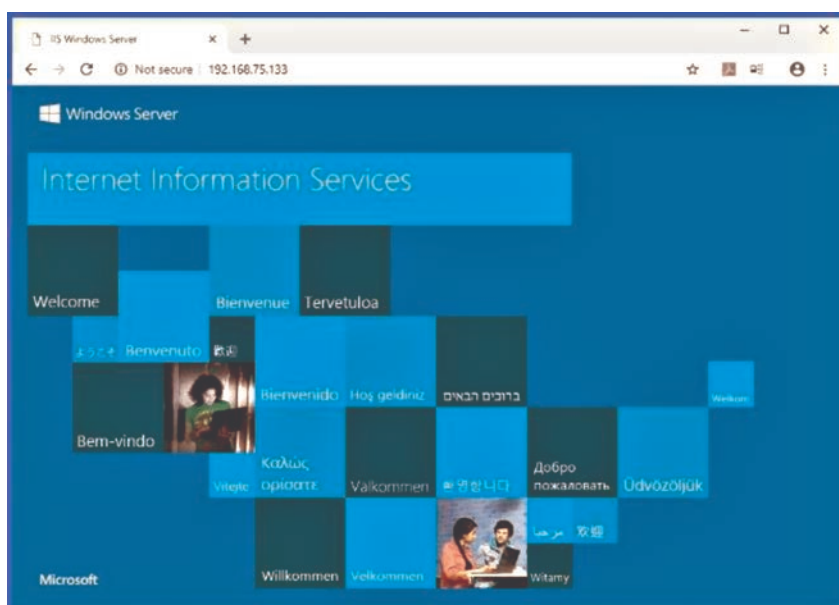 IIS Windows Server
Not secure 192.168.75.133
Windows Server
Internet Information Services
Welcome
Bienvenue
Tervetuloa
ようこそ
Benvenuto
歡迎
Bienvenido
Hoş geldiniz
ברוכים הבאים
Welkom
Bem-vindo
Vítejte
Καλώς
ορίσατε
Välkommen
환영합니다
Добро
пожаловать
Üdvözöljük
Willkommen
Velkommen
مرحبا
欢迎
Witamy
Microsoft